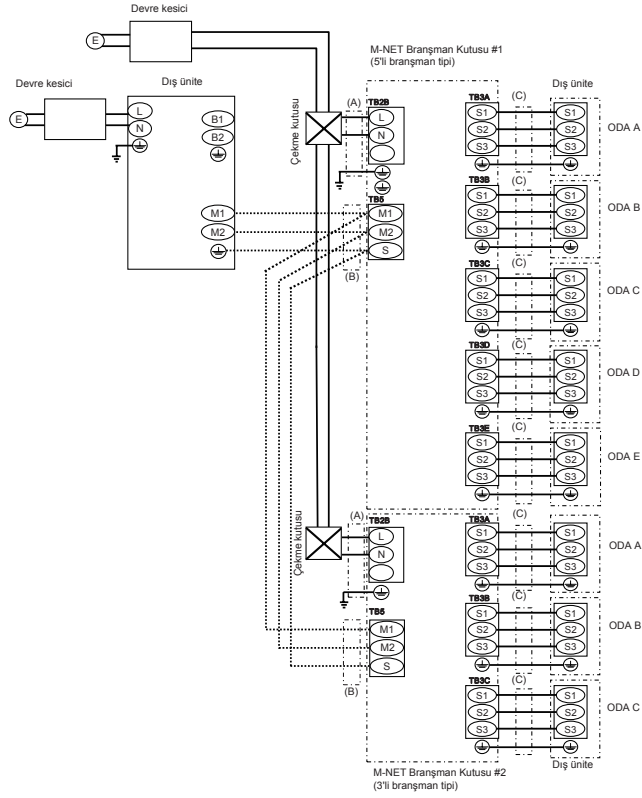 Devre kesici
E
M-NET Branşman Kutusu #1
(5'li branşman tipi)
Devre kesici
Dış ünite
E
L
N
B1
B2
M1
M2
Çekme kutusu
(A)
TB2B
L
N
TB5
M1
M2
S
(B)
Dış ünite
TB3A
(C)
S1
S2
S3
S1
S2
S3
ODA A
TB3B
(C)
S1
S2
S3
S1
S2
S3
ODA B
TB3C
(C)
S1
S2
S3
S1
S2
S3
ODA C
TB3D
(C)
S1
S2
S3
S1
S2
S3
ODA D
TB3E
(C)
S1
S2
S3
S1
S2
S3
ODA E
Çekme kutusu
(A)
TB2B
L
N
TB5
M1
M2
S
(B)
TB3A
(C)
S1
S2
S3
S1
S2
S3
ODA A
TB3B
(C)
S1
S2
S3
S1
S2
S3
ODA B
TB3C
(C)
S1
S2
S3
S1
S2
S3
ODA C
Dış ünite
M-NET Branşman Kutusu #2
(3'li branşman tipi)